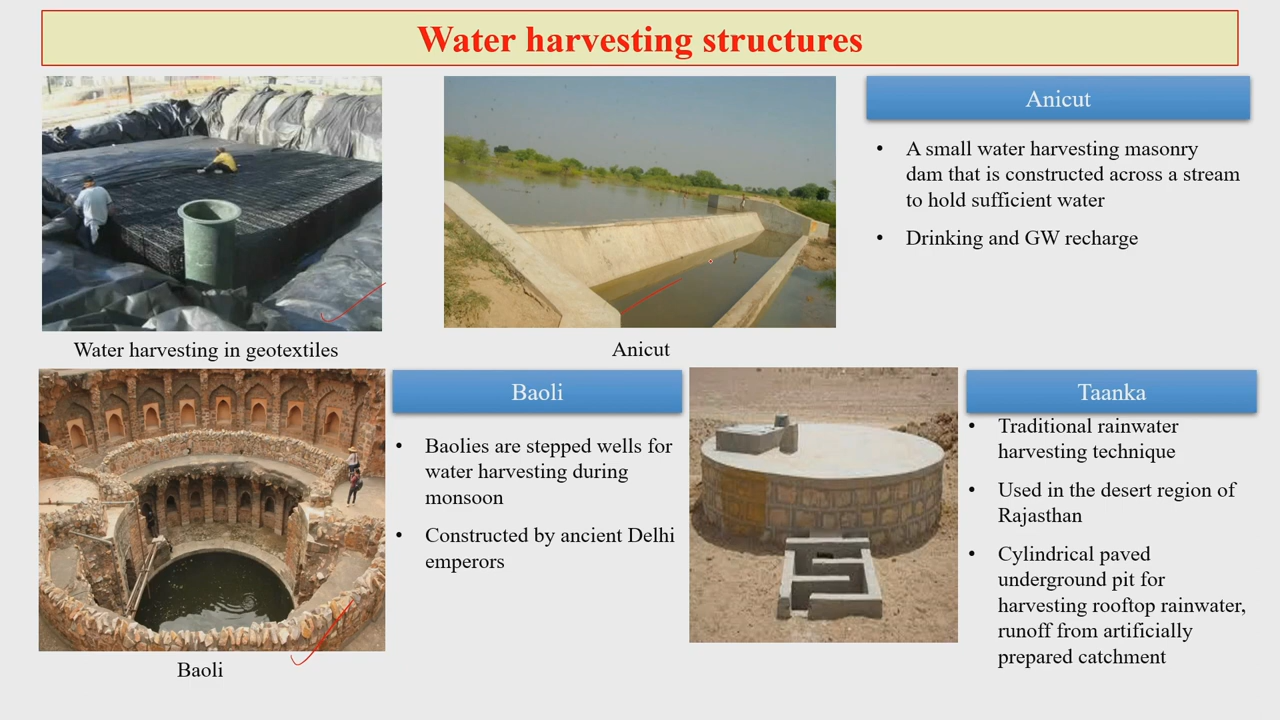 Water harvesting structures
Water harvesting in geotextiles
Anicut
Anicut
• A small water harvesting masonry
dam that is constructed across a stream
to hold sufficient water
• Drinking and GW recharge
Baoli
Baoli
• Baolies are stepped wells for
water harvesting during
monsoon
• Constructed by ancient Delhi
emperors
Taanka
• Traditional rainwater
harvesting technique
• Used in the desert region of
Rajasthan
• Cylindrical paved
underground pit for
harvesting rooftop rainwater,
runoff from artificially
prepared catchment